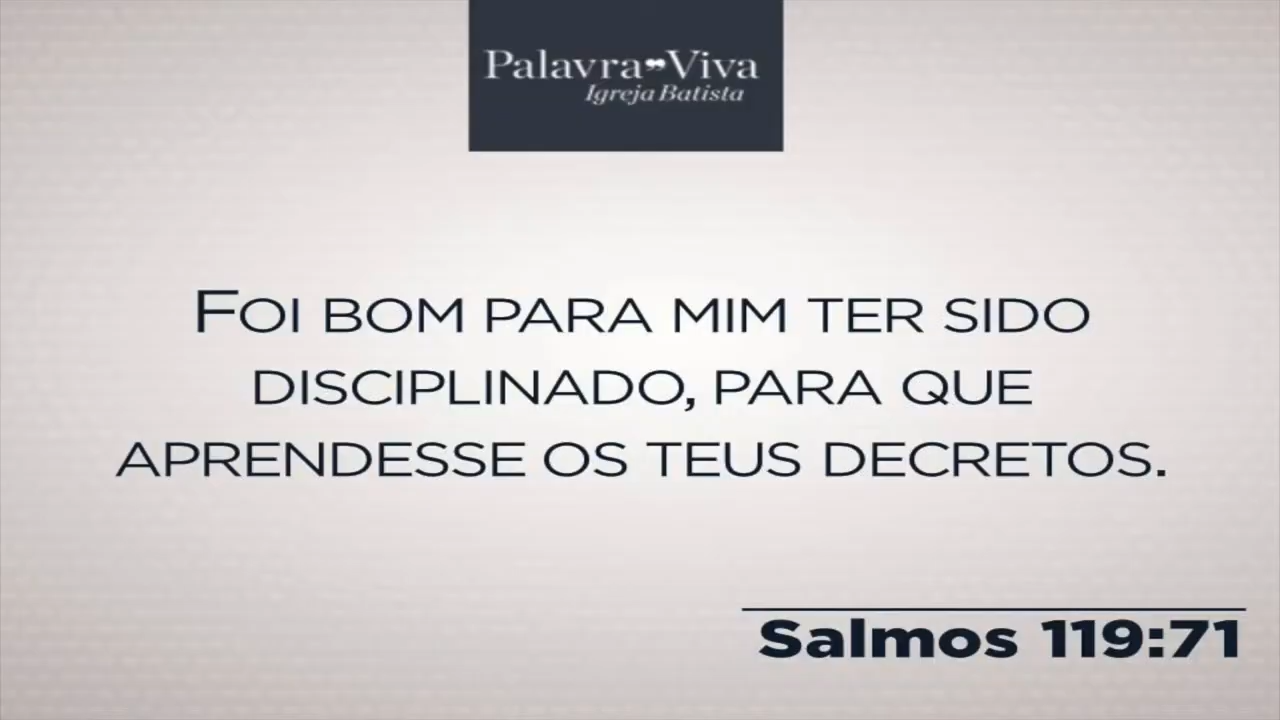 Palavra❞Viva
Igreja Batista
FOI BOM PARA MIM TER SIDO
DISCIPLINADO, PARA QUE
APRENDESSE OS TEUS DECRETOS.
Salmos 119:71